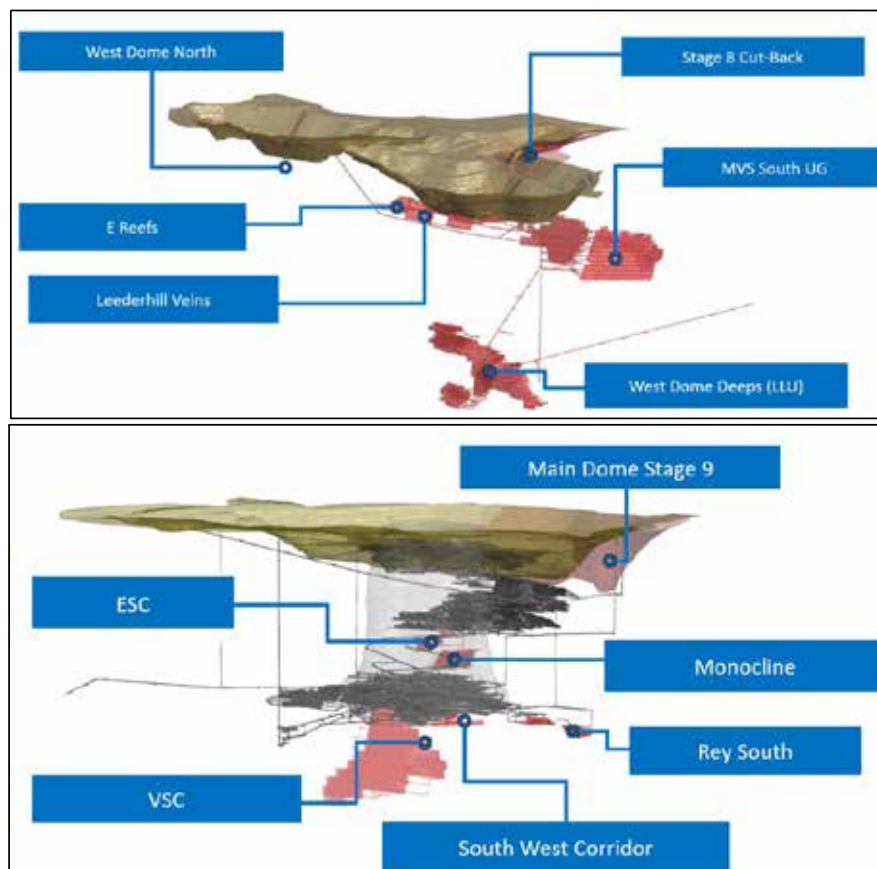 West Dome North
Stage 8 Cut-Back
MVS South UG
E Reefs
Leederhill Veins
West Dome Deeps (LLU)
Main Dome Stage 9
ESC
Monocline
Rey South
VSC
South West Corridor